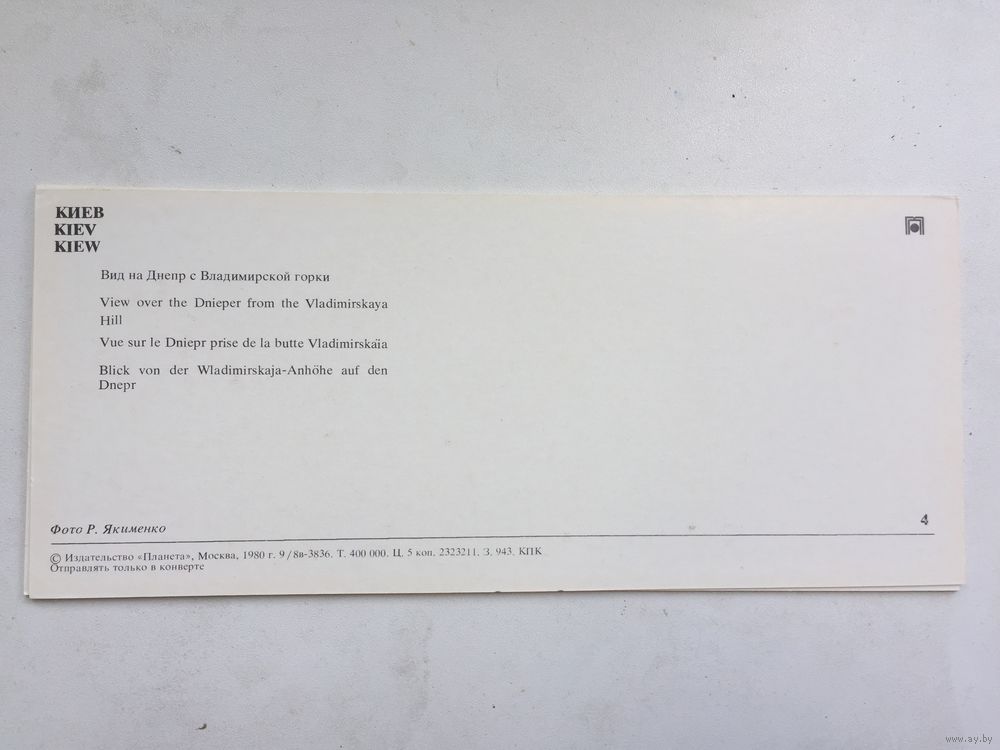 КИЕВ
KIEV
KIEW
Вид на Днепр с Владимирской горки
View over the Dnieper from the Vladimirskaya
Hill
Vue sur le Dniepr prise de la butte Vladimirskaïa
Blick von der Wladimirskaja-Anhöhe auf den
Dnepr
Фото Р. Якименко
4
© Издательство «Планета», Москва, 1980 г. 9/8в-3836. Т. 400 000. Ц. 5 коп. 2323211. З. 943. КПК
Отправлять только в конверте
www.ay.by